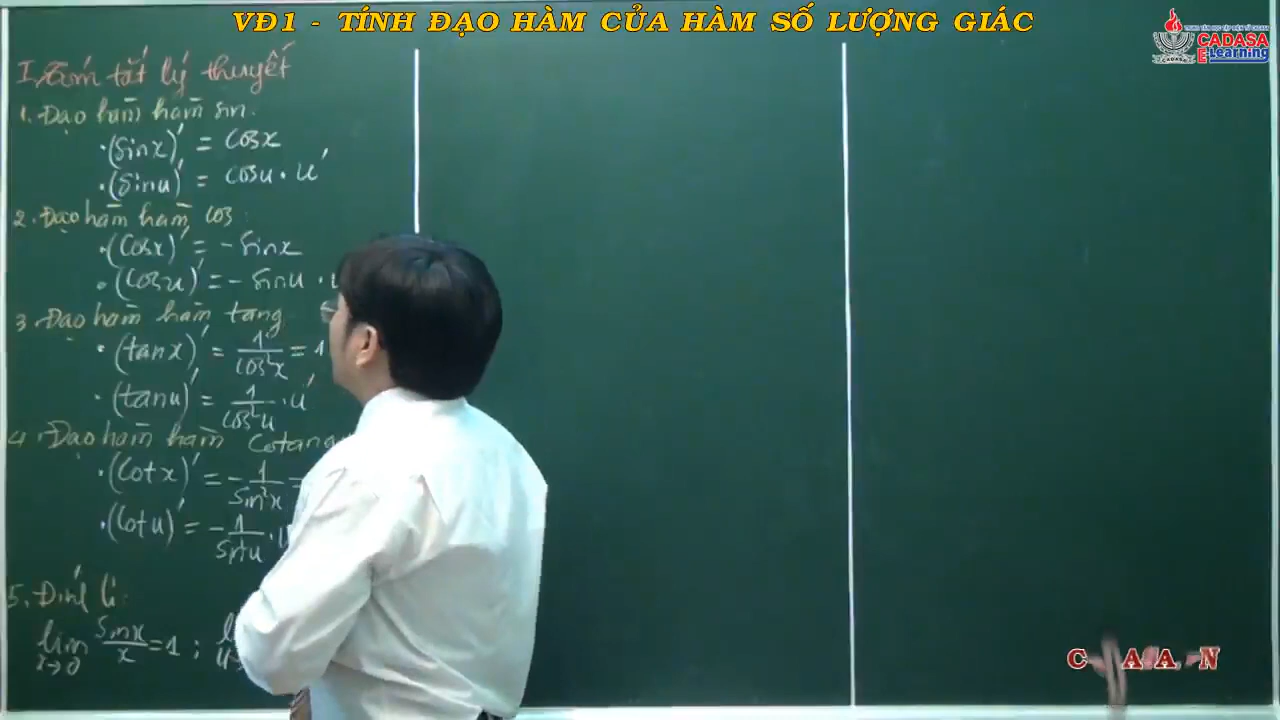 VĐ1 - TÍNH ĐẠO HÀM CỦA HÀM SỐ LƯỢNG GIÁC
CADASA
E Learning
I. Tóm tắt lý thuyết
1. Đạo hàm hàm sin.
• (sinx)' = cosx
• (sinu)' = cosu . u'
2. Đạo hàm hàm cos:
• (cosx)' = - sinx
• (cosu)' = - sinu .
3. Đạo hàm hàm tang
• (tanx)' = 1/cos²x = 1
• (tanu)' = 1/cos²u . u'
4. Đạo hàm hàm Cotang
• (cotx)' = - 1/sin²x =
• (cotu)' = - 1/sin²u .
5. Định lí:
lim x→0 sinx/x = 1 ;